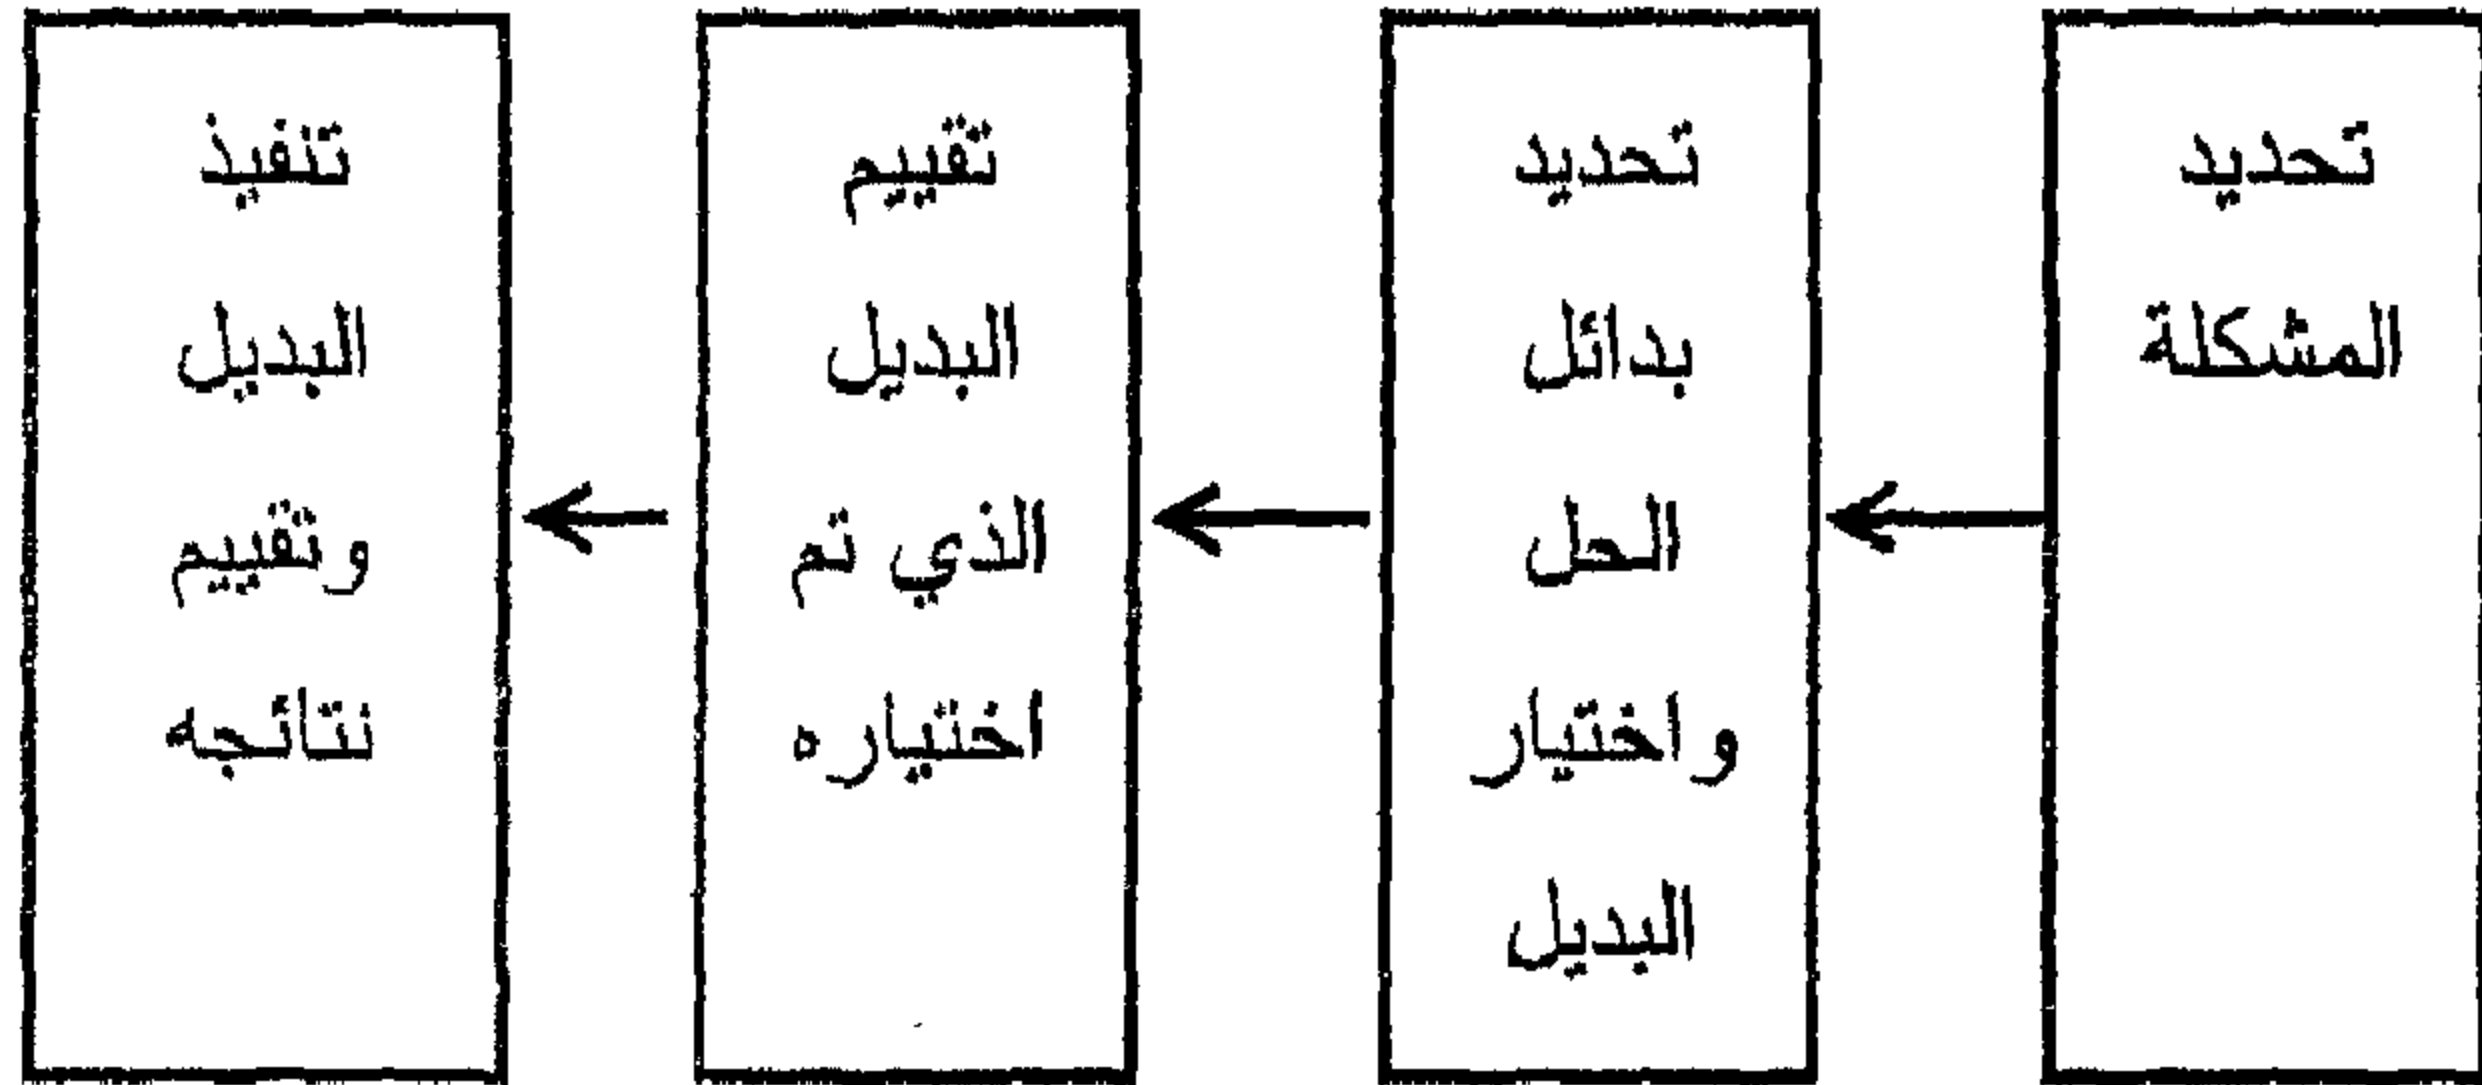 تحديد
المشكلة
تحديد
بدائل
الحل
واختيار
البديل
تقييم
البديل
الذي تم
اختياره
تنفيذ
البديل
وتقييم
نتائجه